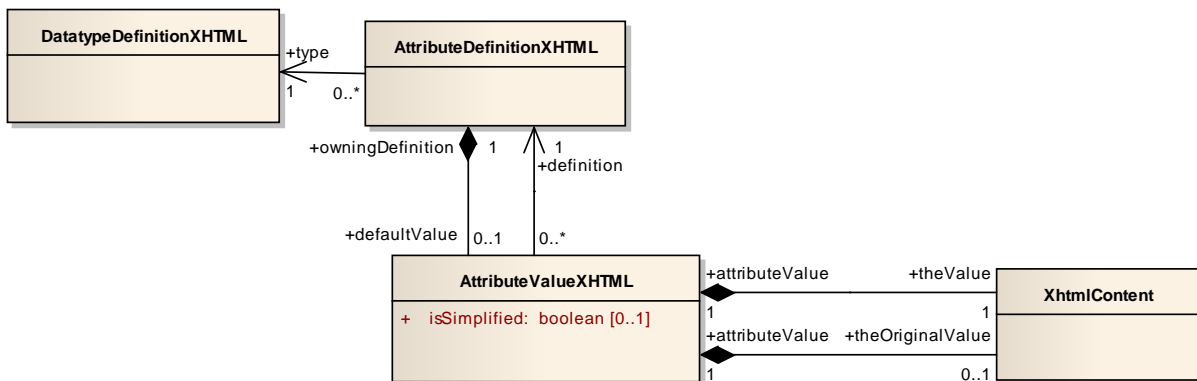 DatatypeDefinitionXHTML
AttributeDefinitionXHTML
+type
1
0..*
+owningDefinition
1
1
+definition
+defaultValue
0..1
0..*
AttributeValueXHTML
+ isSimplified: boolean [0..1]
+attributeValue
+theValue
1
1
XhtmlContent
+attributeValue
+theOriginalValue
1
0..1